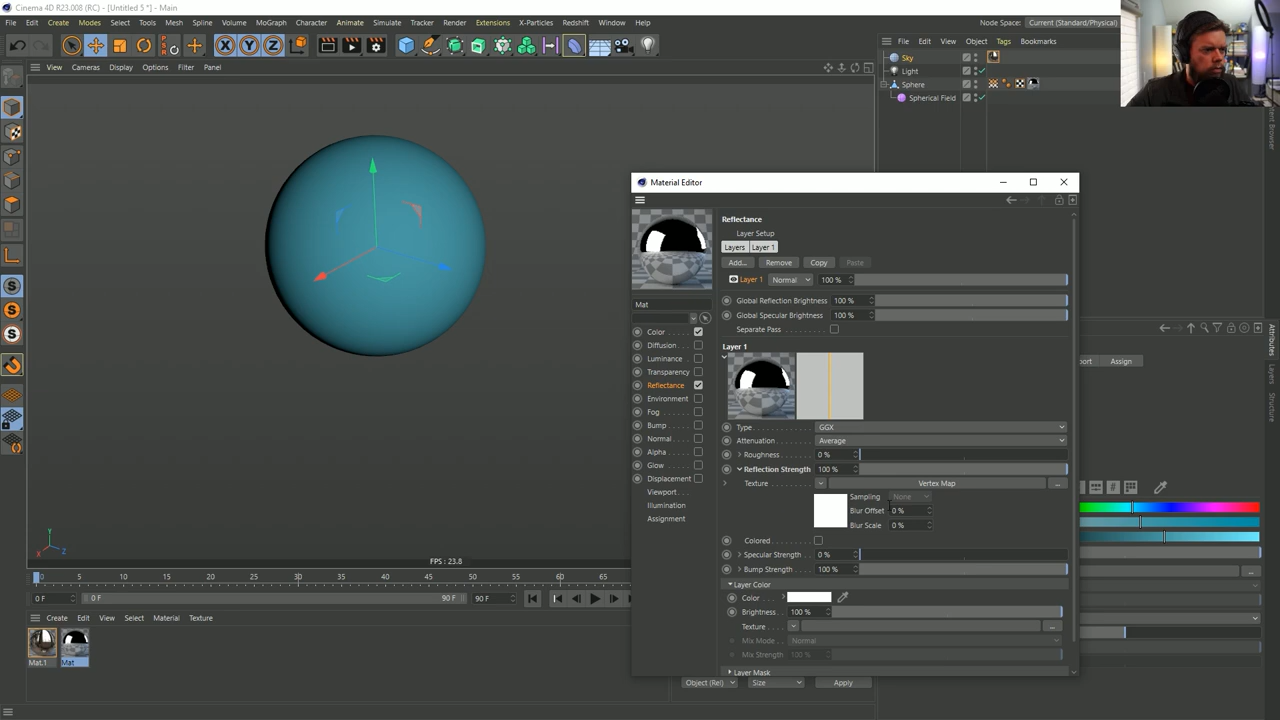 Cinema 4D R23.008 (RC) - [Untitled 5 *] - Main
File Edit Create Modes Select Tools Mesh Spline Volume MoGraph Character Animate Simulate Tracker Render Extensions X-Particles Redshift Window Help Node Space: Current (Standard/Physical)
File Edit View Object Tags Bookmarks
View Cameras Display Options Filter Panel
Sky
Light
Sphere
Spherical Field
Material Editor
Reflectance
Layer Setup
Layers Layer 1
Add... Remove Copy Paste
Layer 1 Normal 100 %
Global Reflection Brightness 100 %
Global Specular Brightness 100 %
Separate Pass
Mat
Color
Diffusion
Luminance
Transparency
Reflectance
Environment
Fog
Bump
Normal
Alpha
Glow
Displacement
Viewport
Illumination
Assignment
Layer 1
Type GGX
Attenuation Average
Roughness 0 %
Reflection Strength 100 %
Texture Vertex Map ...
Sampling None
Blur Offset 0 %
Blur Scale 0 %
Colored
Specular Strength 0 %
Bump Strength 100 %
Layer Color
Color
Brightness 100 %
Texture ...
Mix Mode Normal
Mix Strength 100 %
Layer Mask
port Assign
Attributes
Layers
Structure
Y
X Z
FPS : 23.8
0 5 10 15 20 25 30 35 40 45 50 55 60 65
0 F 0 F 90 F 90 F
Create Edit View Select Material Texture
Mat.1 Mat
Object (Rel) Size Apply